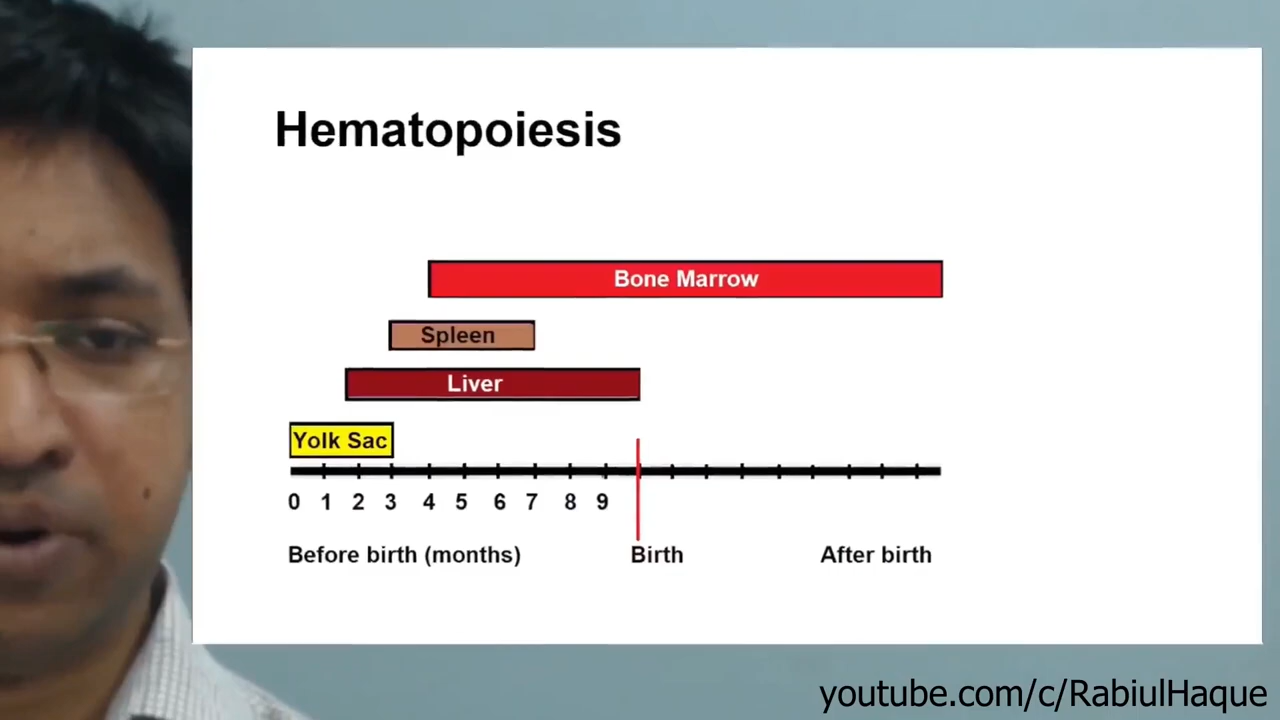 Hematopoiesis
Bone Marrow
Spleen
Liver
Yolk Sac
0 1 2 3 4 5 6 7 8 9
Before birth (months) Birth After birth
youtube.com/c/RabiulHaque